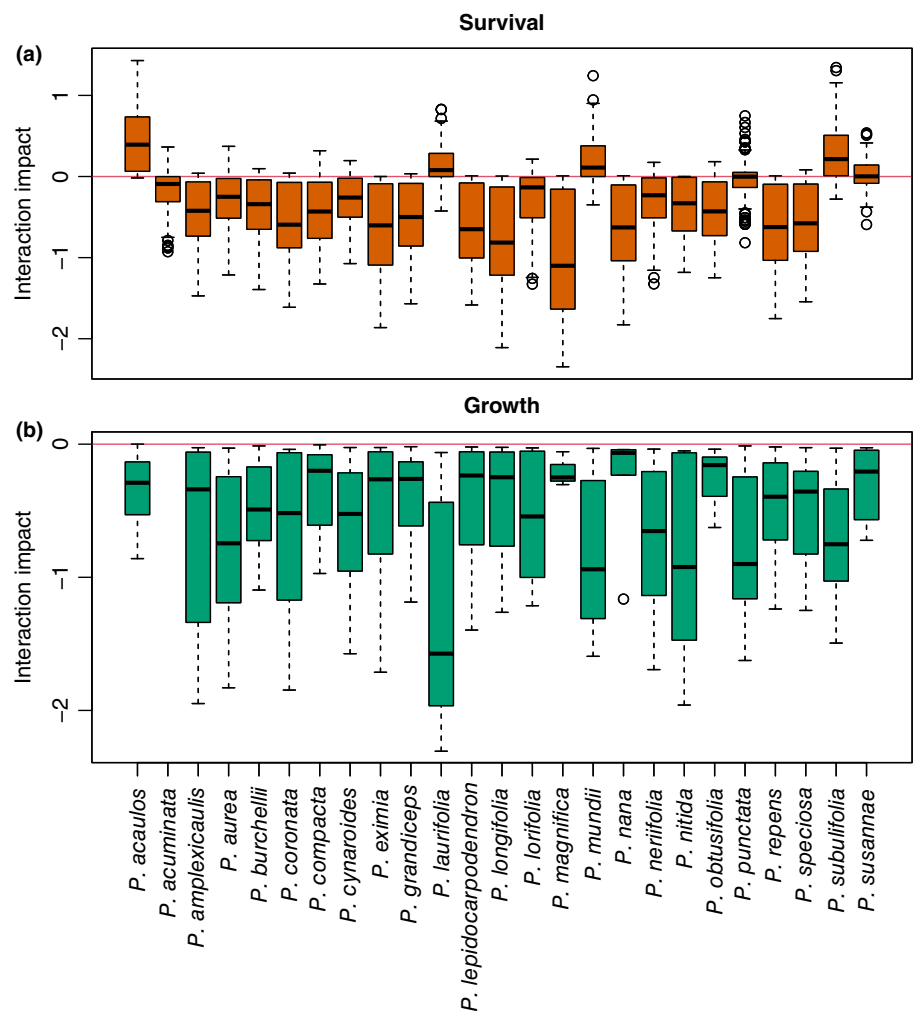 Survival
(a)
Interaction impact
1
0
−1
−2
Growth
(b)
Interaction impact
0
−1
−2
P. acaulos
P. acuminata
P. amplexicaulis
P. aurea
P. burchellii
P. coronata
P. compacta
P. cynaroides
P. eximia
P. grandiceps
P. laurifolia
P. lepidocarpodendron
P. longifolia
P. lorifolia
P. magnifica
P. mundii
P. nana
P. neriifolia
P. nitida
P. obtusifolia
P. punctata
P. repens
P. speciosa
P. subulifolia
P. susannae